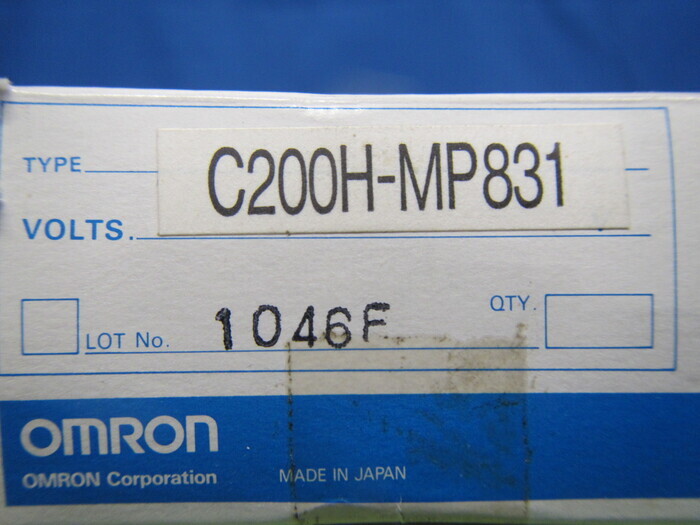 TYPE C200H-MP831
VOLTS.
LOT No. 1046F QTY.
OMRON
OMRON Corporation MADE IN JAPAN